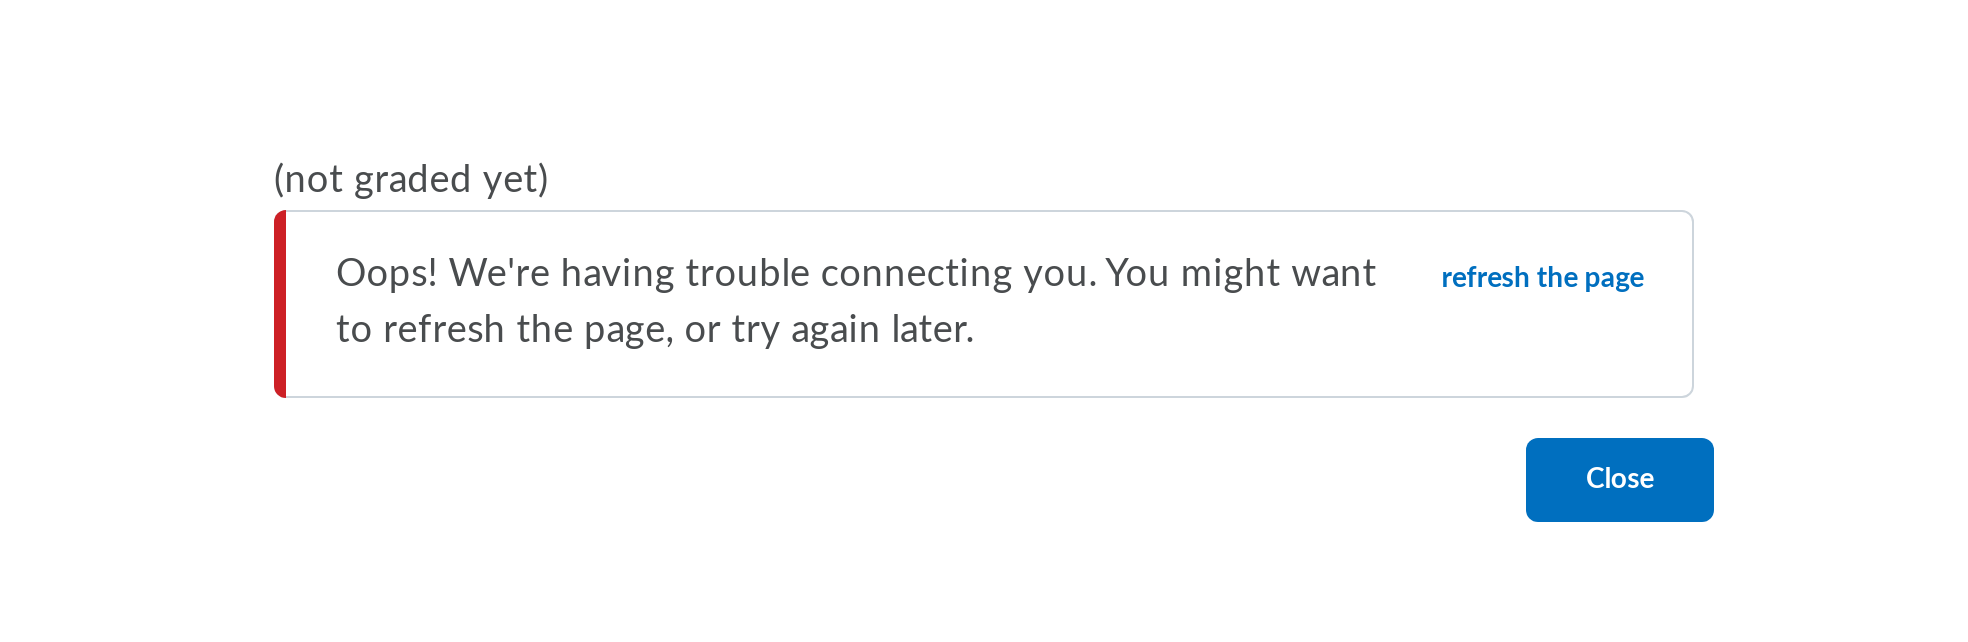 (not graded yet)
Oops! We're having trouble connecting you. You might want
to refresh the page, or try again later.
refresh the page
Close